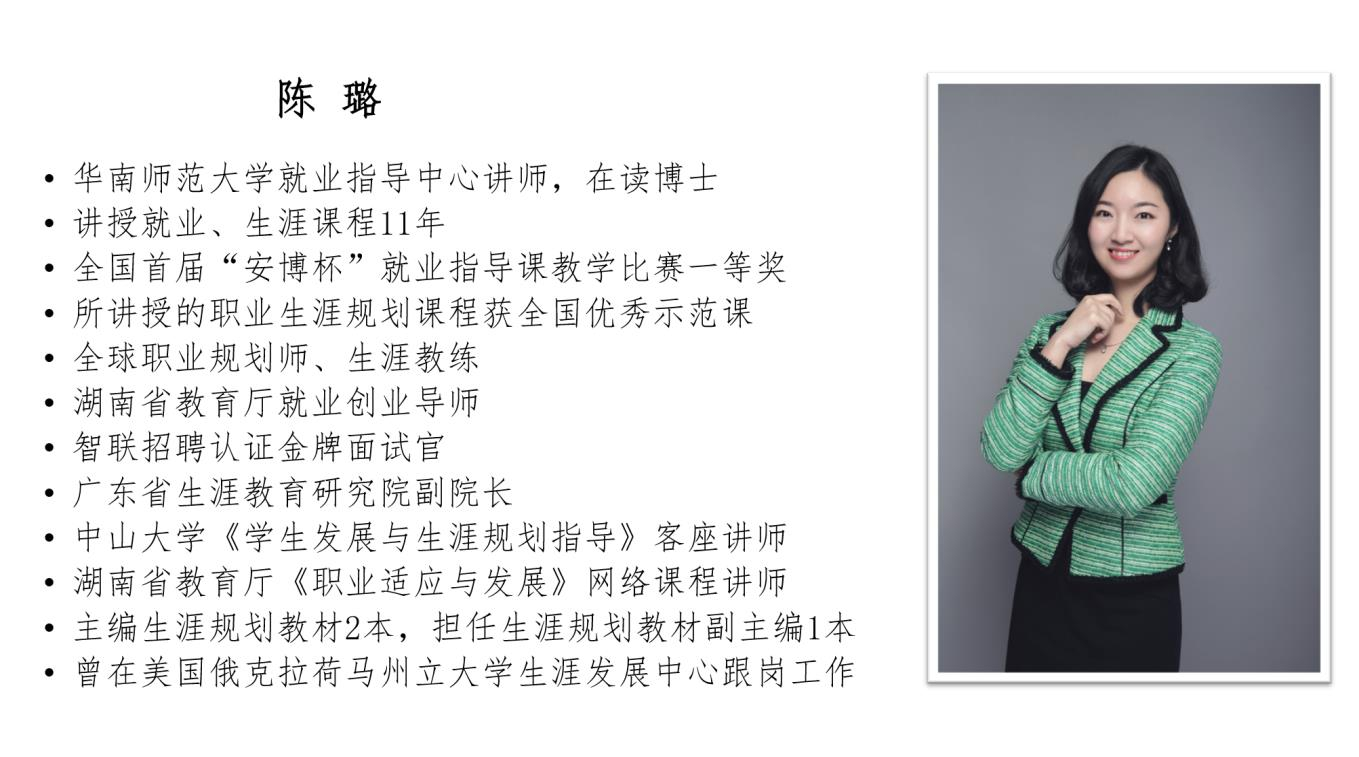 陈 璐
• 华南师范大学就业指导中心讲师，在读博士
• 讲授就业、生涯课程11年
• 全国首届“安博杯”就业指导课教学比赛一等奖
• 所讲授的职业生涯规划课程获全国优秀示范课
• 全球职业规划师、生涯教练
• 湖南省教育厅就业创业导师
• 智联招聘认证金牌面试官
• 广东省生涯教育研究院副院长
• 中山大学《学生发展与生涯规划指导》客座讲师
• 湖南省教育厅《职业适应与发展》网络课程讲师
• 主编生涯规划教材2本，担任生涯规划教材副主编1本
• 曾在美国俄克拉荷马州立大学生涯发展中心跟岗工作